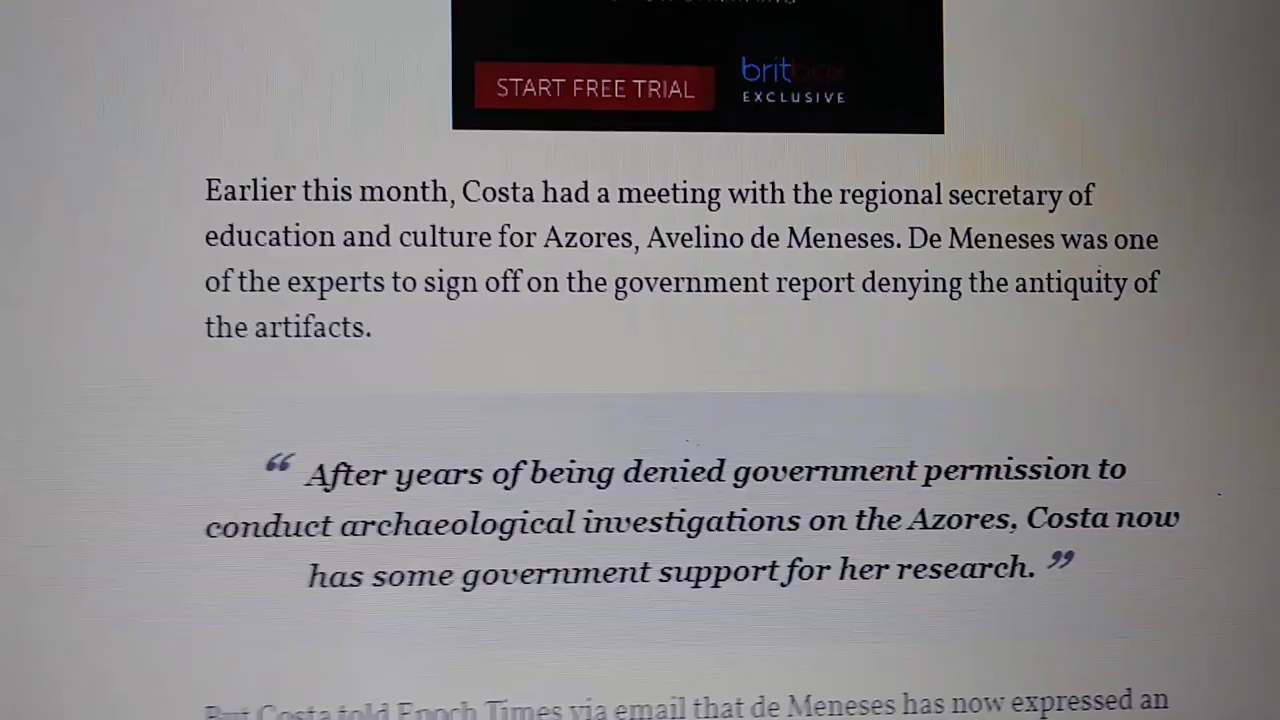 START FREE TRIAL
brit
EXCLUSIVE
Earlier this month, Costa had a meeting with the regional secretary of
education and culture for Azores, Avelino de Meneses. De Meneses was one
of the experts to sign off on the government report denying the antiquity of
the artifacts.
“ After years of being denied government permission to
conduct archaeological investigations on the Azores, Costa now
has some government support for her research. ”
But Costa told Epoch Times via email that de Meneses has now expressed an